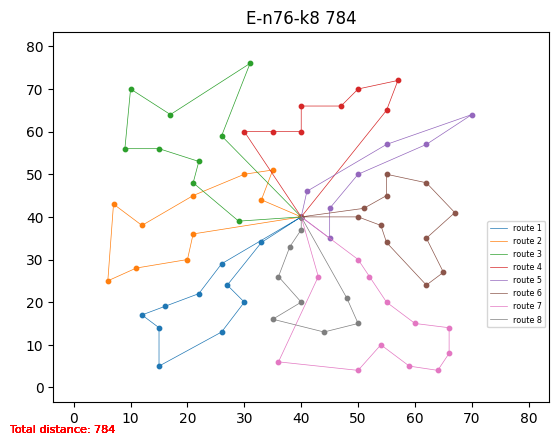 E-n76-k8 784
80
70
60
50
40
30
20
10
0
0 10 20 30 40 50 60 70 80
route 1
route 2
route 3
route 4
route 5
route 6
route 7
route 8
Total distance: 784